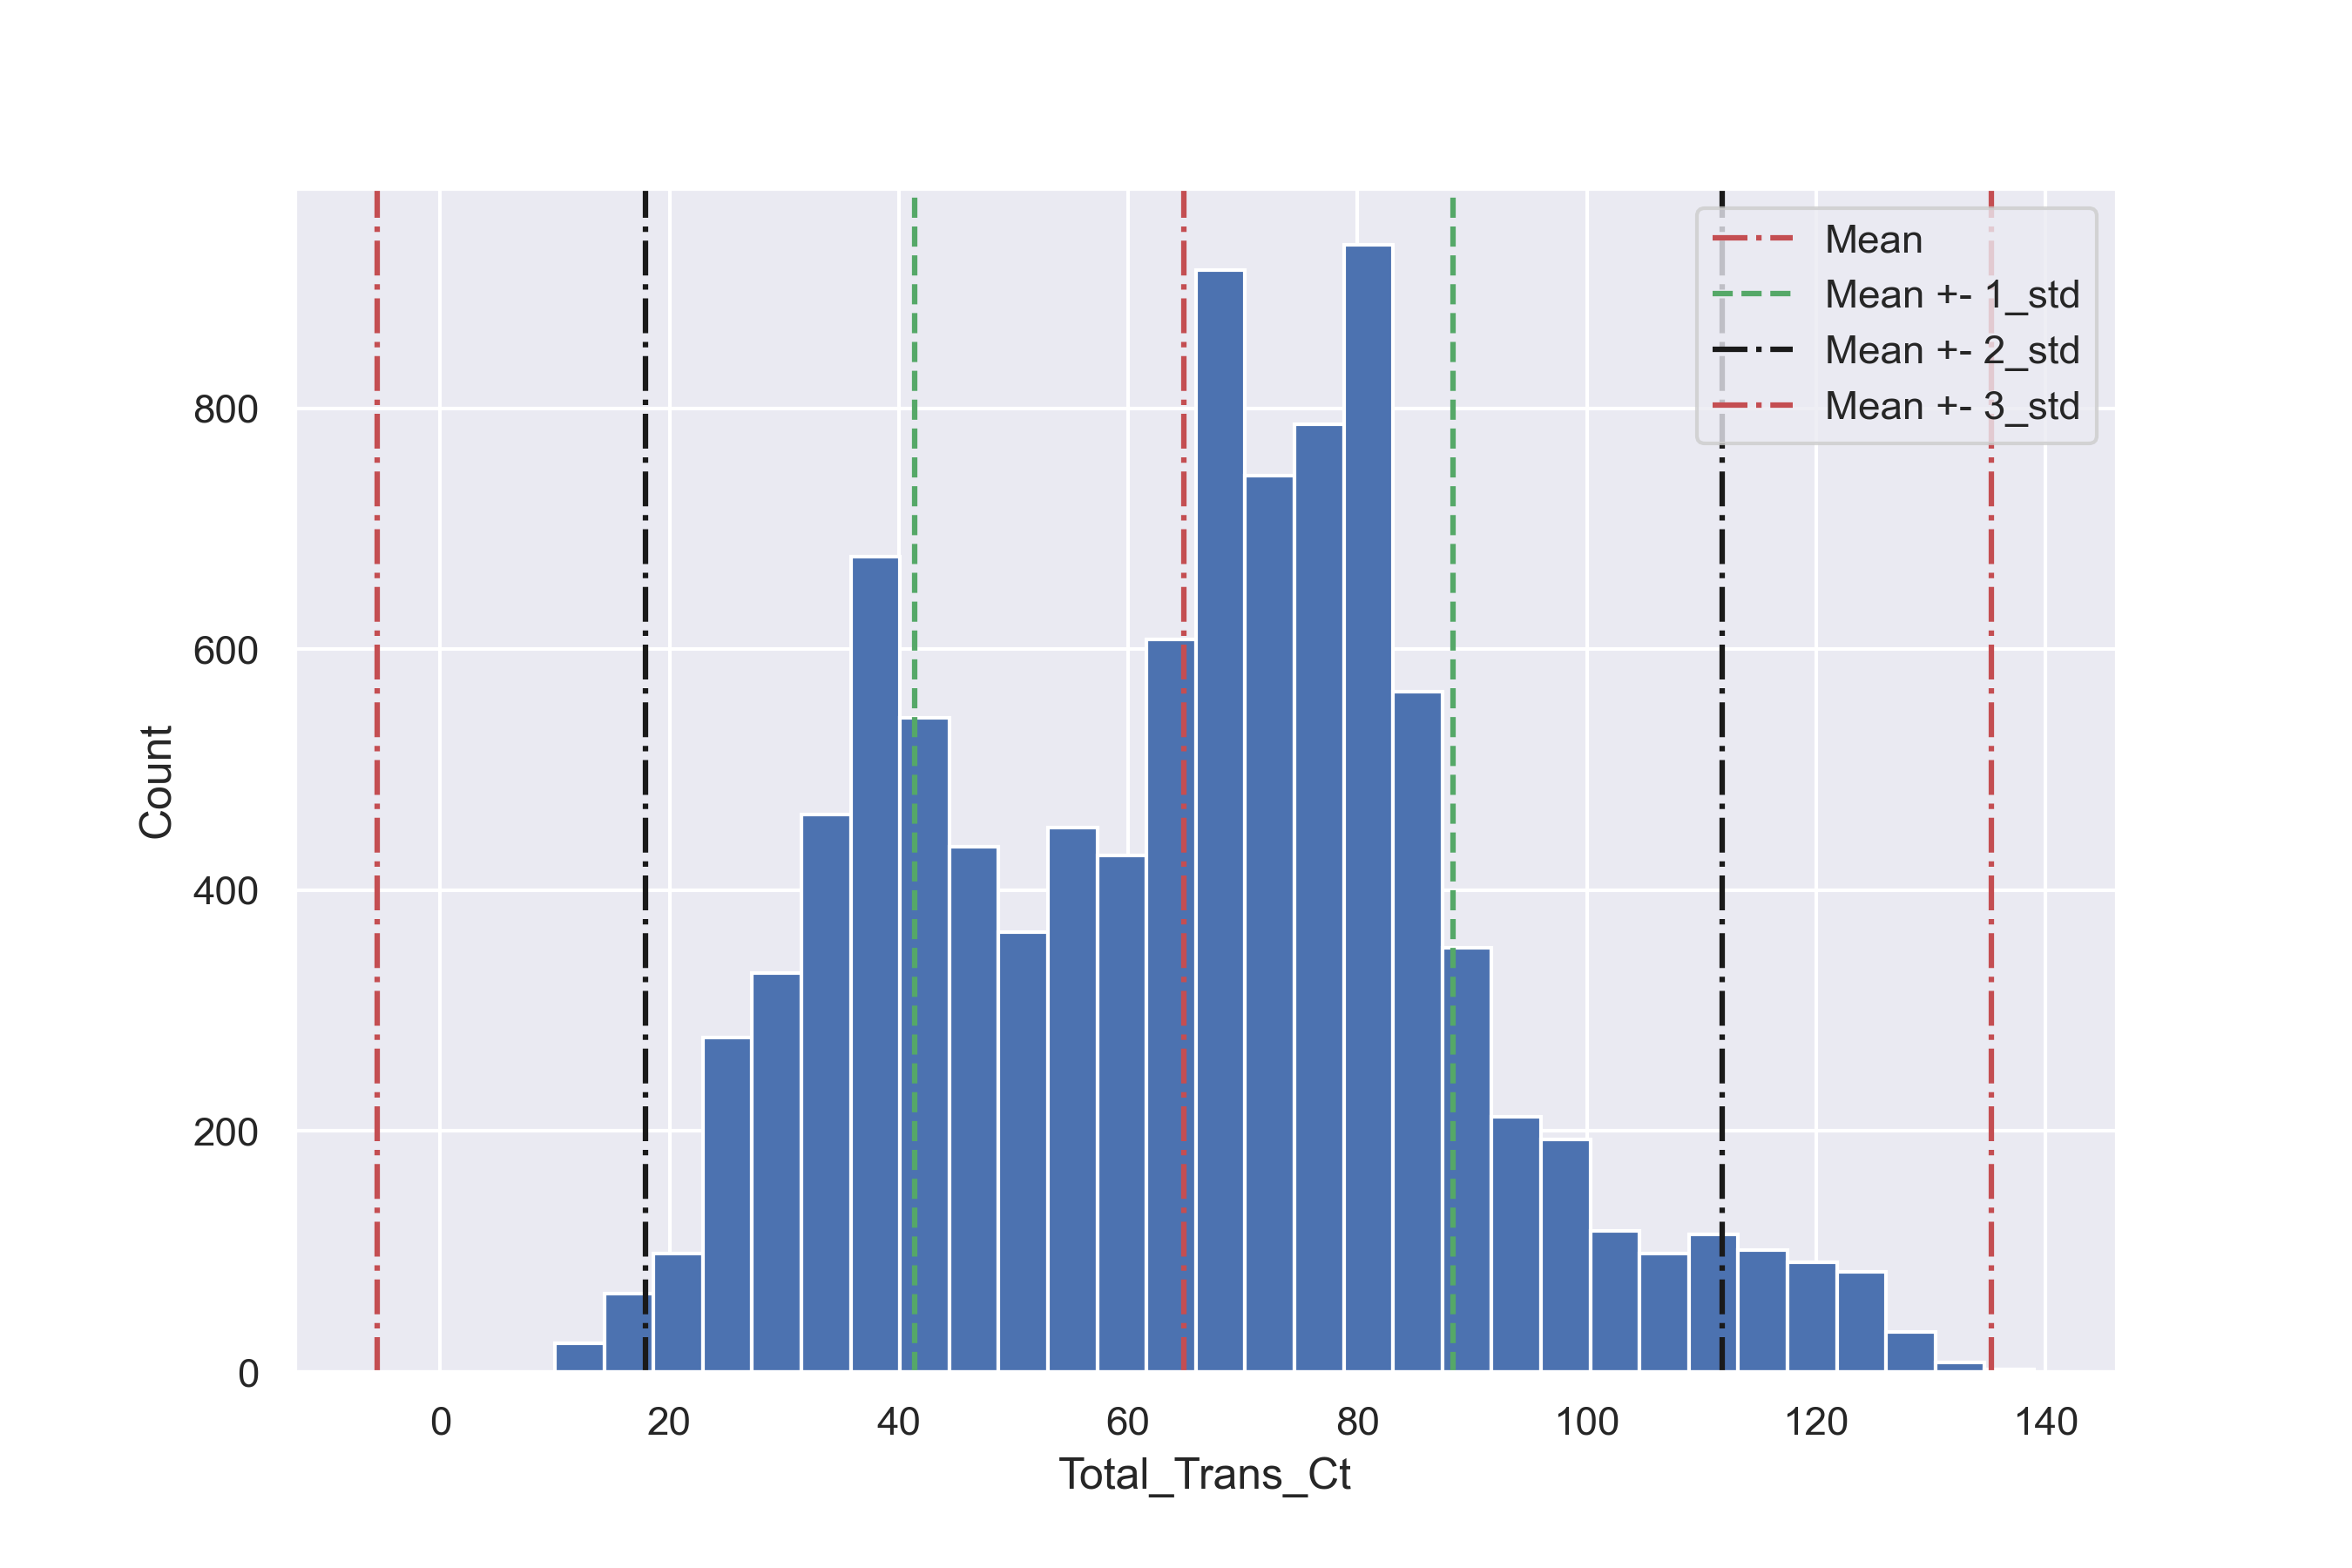 Mean
Mean +- 1_std
Mean +- 2_std
Mean +- 3_std
800
600
400
200
0
Count
0 20 40 60 80 100 120 140
Total_Trans_Ct